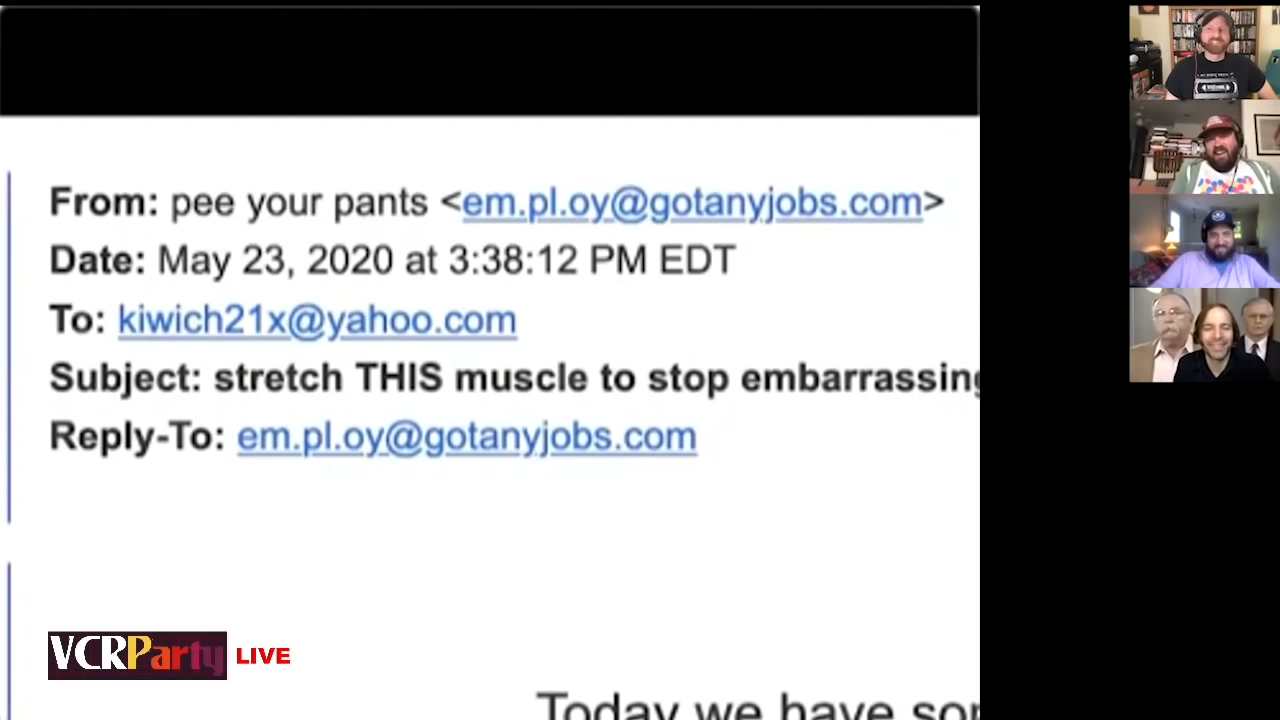 From: pee your pants <em.pl.oy@gotanyjobs.com>
Date: May 23, 2020 at 3:38:12 PM EDT
To: kiwich21x@yahoo.com
Subject: stretch THIS muscle to stop embarrassing
Reply-To: em.pl.oy@gotanyjobs.com
Today we have
VCRParty LIVE